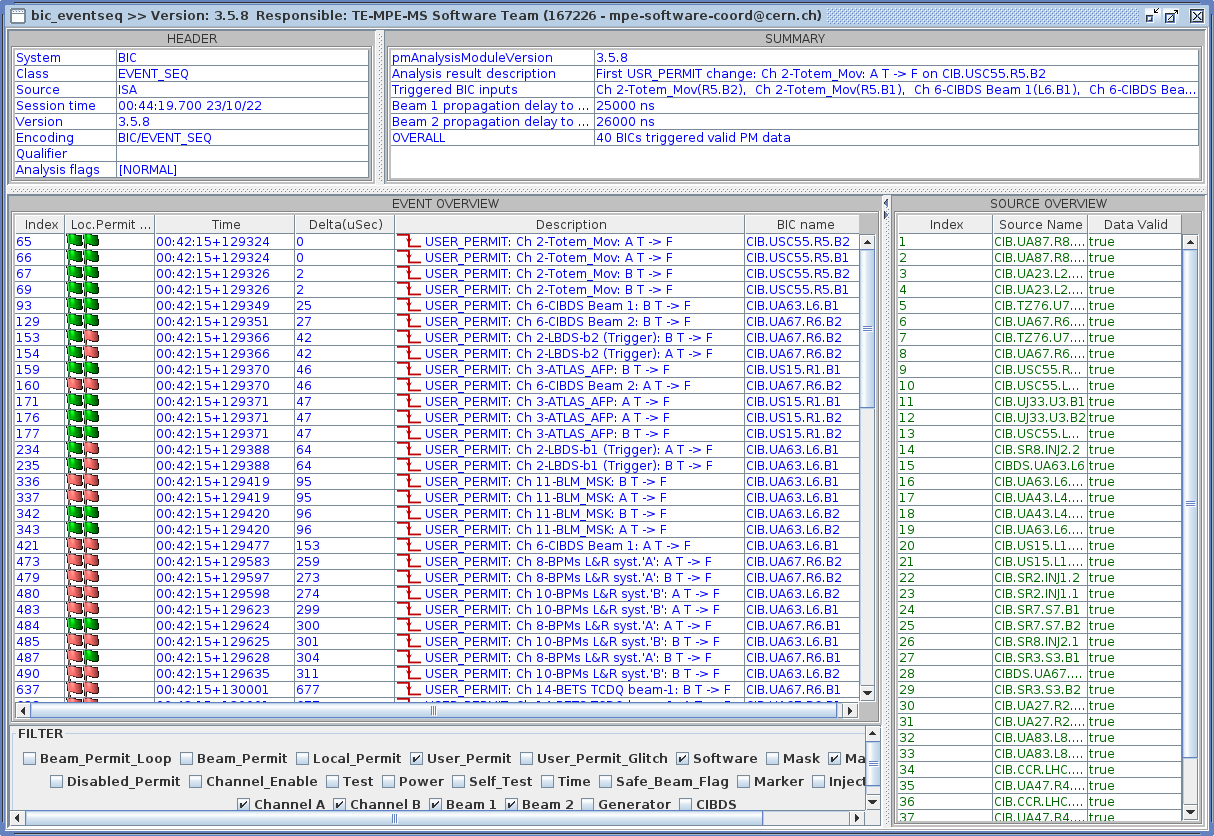 bic_eventseq >> Version: 3.5.8 Responsible: TE-MPE-MS Software Team (167226 - mpe-software-coord@cern.ch)
HEADER
System BIC
Class EVENT_SEQ
Source ISA
Session time 00:44:19.700 23/10/22
Version 3.5.8
Encoding BIC/EVENT_SEQ
Qualifier
Analysis flags [NORMAL]
SUMMARY
pmAnalysisModuleVersion 3.5.8
Analysis result description First USR_PERMIT change: Ch 2-Totem_Mov: A T -> F on CIB.USC55.R5.B2
Triggered BIC inputs Ch 2-Totem_Mov(R5.B2), Ch 2-Totem_Mov(R5.B1), Ch 6-CIBDS Beam 1(L6.B1), Ch 6-CIBDS Bea...
Beam 1 propagation delay to ... 25000 ns
Beam 2 propagation delay to ... 26000 ns
OVERALL 40 BICs triggered valid PM data
EVENT OVERVIEW
Index Loc.Permit ... Time Delta(uSec) Description BIC name
65 00:42:15+129324 0 USER_PERMIT: Ch 2-Totem_Mov: A T -> F CIB.USC55.R5.B2
66 00:42:15+129324 0 USER_PERMIT: Ch 2-Totem_Mov: A T -> F CIB.USC55.R5.B1
67 00:42:15+129326 2 USER_PERMIT: Ch 2-Totem_Mov: B T -> F CIB.USC55.R5.B2
69 00:42:15+129326 2 USER_PERMIT: Ch 2-Totem_Mov: B T -> F CIB.USC55.R5.B1
93 00:42:15+129349 25 USER_PERMIT: Ch 6-CIBDS Beam 1: B T -> F CIB.UA63.L6.B1
129 00:42:15+129351 27 USER_PERMIT: Ch 6-CIBDS Beam 2: B T -> F CIB.UA67.R6.B2
153 00:42:15+129366 42 USER_PERMIT: Ch 2-LBDS-b2 (Trigger): B T -> F CIB.UA67.R6.B2
154 00:42:15+129366 42 USER_PERMIT: Ch 2-LBDS-b2 (Trigger): A T -> F CIB.UA67.R6.B2
159 00:42:15+129370 46 USER_PERMIT: Ch 3-ATLAS_AFP: B T -> F CIB.US15.R1.B1
160 00:42:15+129370 46 USER_PERMIT: Ch 6-CIBDS Beam 2: A T -> F CIB.UA67.R6.B2
171 00:42:15+129371 47 USER_PERMIT: Ch 3-ATLAS_AFP: A T -> F CIB.US15.R1.B1
176 00:42:15+129371 47 USER_PERMIT: Ch 3-ATLAS_AFP: A T -> F CIB.US15.R1.B2
177 00:42:15+129371 47 USER_PERMIT: Ch 3-ATLAS_AFP: B T -> F CIB.US15.R1.B2
234 00:42:15+129388 64 USER_PERMIT: Ch 2-LBDS-b1 (Trigger): A T -> F CIB.UA63.L6.B1
235 00:42:15+129388 64 USER_PERMIT: Ch 2-LBDS-b1 (Trigger): B T -> F CIB.UA63.L6.B1
336 00:42:15+129419 95 USER_PERMIT: Ch 11-BLM_MSK: B T -> F CIB.UA63.L6.B1
337 00:42:15+129419 95 USER_PERMIT: Ch 11-BLM_MSK: A T -> F CIB.UA63.L6.B1
342 00:42:15+129420 96 USER_PERMIT: Ch 11-BLM_MSK: B T -> F CIB.UA63.L6.B2
343 00:42:15+129420 96 USER_PERMIT: Ch 11-BLM_MSK: A T -> F CIB.UA63.L6.B2
421 00:42:15+129477 153 USER_PERMIT: Ch 6-CIBDS Beam 1: A T -> F CIB.UA63.L6.B1
473 00:42:15+129583 259 USER_PERMIT: Ch 8-BPMs L&R syst.'A': A T -> F CIB.UA67.R6.B2
479 00:42:15+129597 273 USER_PERMIT: Ch 8-BPMs L&R syst.'A': B T -> F CIB.UA67.R6.B2
480 00:42:15+129598 274 USER_PERMIT: Ch 10-BPMs L&R syst.'B': A T -> F CIB.UA63.L6.B2
483 00:42:15+129623 299 USER_PERMIT: Ch 10-BPMs L&R syst.'B': A T -> F CIB.UA63.L6.B1
484 00:42:15+129624 300 USER_PERMIT: Ch 8-BPMs L&R syst.'A': A T -> F CIB.UA67.R6.B1
485 00:42:15+129625 301 USER_PERMIT: Ch 10-BPMs L&R syst.'B': B T -> F CIB.UA63.L6.B1
487 00:42:15+129628 304 USER_PERMIT: Ch 8-BPMs L&R syst.'A': B T -> F CIB.UA67.R6.B1
490 00:42:15+129635 311 USER_PERMIT: Ch 10-BPMs L&R syst.'B': B T -> F CIB.UA63.L6.B2
637 00:42:15+130001 677 USER_PERMIT: Ch 14-BETS TCDQ beam-1: B T -> F CIB.UA67.R6.B1
FILTER
Beam_Permit_Loop Beam_Permit Local_Permit User_Permit User_Permit_Glitch Software Mask Ma
Disabled_Permit Channel_Enable Test Power Self_Test Time Safe_Beam_Flag Marker Inject
Channel A Channel B Beam 1 Beam 2 Generator CIBDS
SOURCE OVERVIEW
Index Source Name Data Valid
1 CIB.UA87.R8.... true
2 CIB.UA87.R8.... true
3 CIB.UA23.L2.... true
4 CIB.UA23.L2.... true
5 CIB.TZ76.U7.... true
6 CIB.UA67.R6.... true
7 CIB.TZ76.U7.... true
8 CIB.UA67.R6.... true
9 CIB.USC55.R... true
10 CIB.USC55.L... true
11 CIB.UJ33.U3.B1 true
12 CIB.UJ33.U3.B2 true
13 CIB.USC55.L... true
14 CIB.SR8.INJ2.2 true
15 CIBDS.UA63.L6 true
16 CIB.UA63.L6.... true
17 CIB.UA43.L4.... true
18 CIB.UA43.L4.... true
19 CIB.UA63.L6.... true
20 CIB.US15.L1.... true
21 CIB.US15.L1.... true
22 CIB.SR2.INJ1.2 true
23 CIB.SR2.INJ1.1 true
24 CIB.SR7.S7.B1 true
25 CIB.SR7.S7.B2 true
26 CIB.SR8.INJ2.1 true
27 CIB.SR3.S3.B1 true
28 CIBDS.UA67.... true
29 CIB.SR3.S3.B2 true
30 CIB.UA27.R2.... true
31 CIB.UA27.R2.... true
32 CIB.UA83.L8.... true
33 CIB.UA83.L8.... true
34 CIB.CCR.LHC.... true
35 CIB.UA47.R4.... true
36 CIB.CCR.LHC.... true
37 CIB.UA47.R4.... true